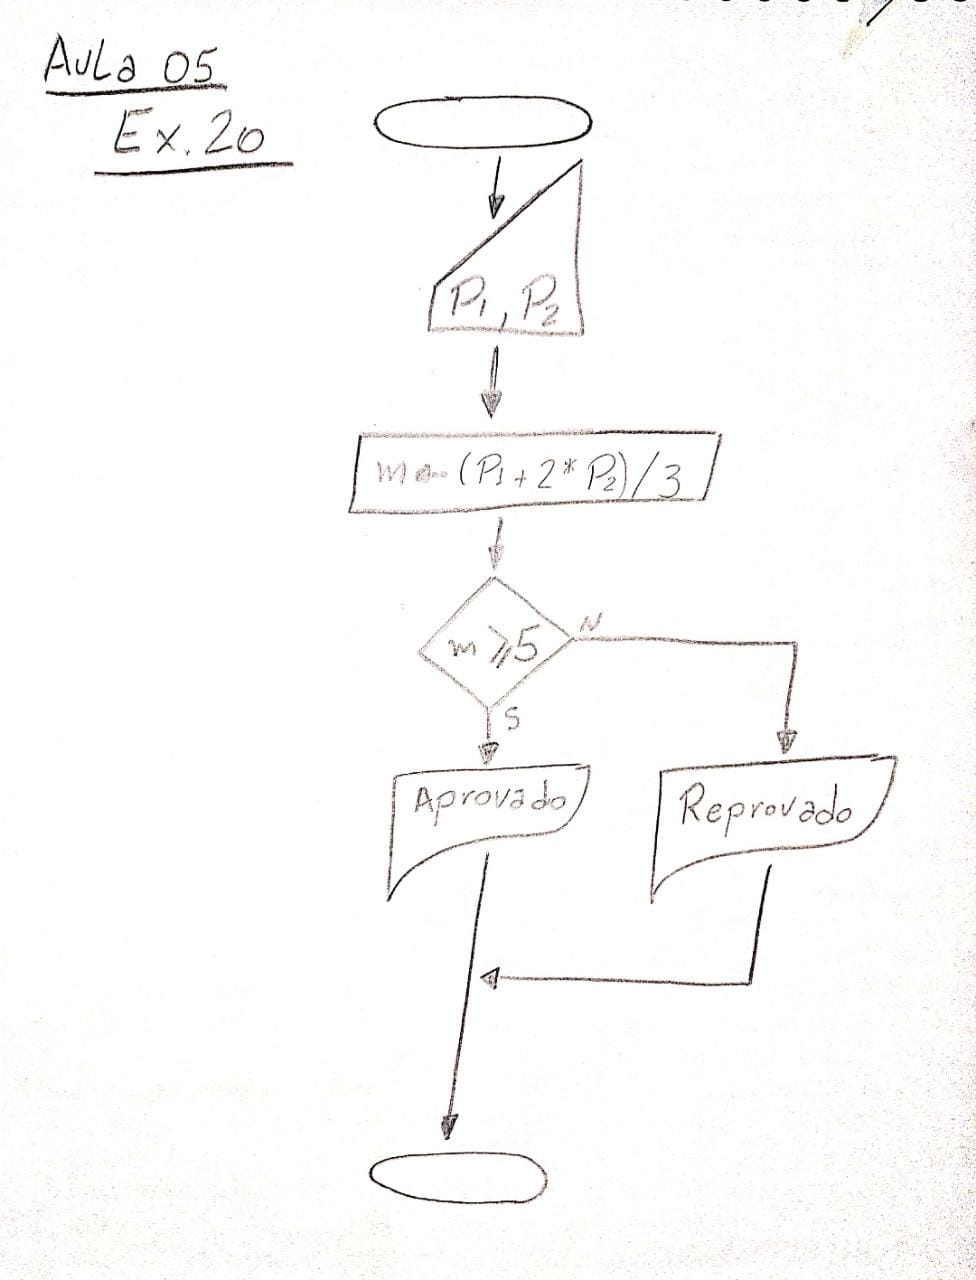 Aula 05
Ex. 20
P1, P2
m ← (P1 + 2 * P2) / 3
m ⩾ 5
N
S
Aprovado
Reprovado